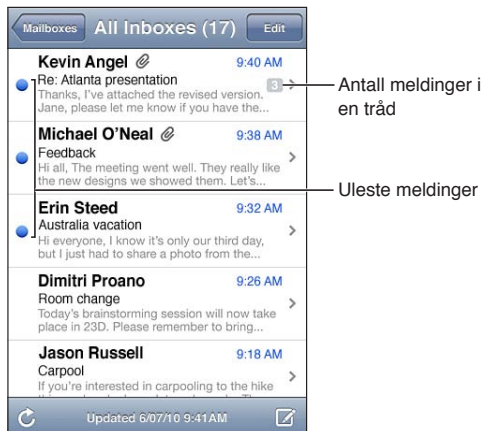 Mailboxes All Inboxes (17) Edit
Kevin Angel 9:40 AM
Re: Atlanta presentation
Thanks, I've attached the revised version. 3
Jane, please let me know if you have the...
Michael O'Neal 9:38 AM
Feedback
Hi all, The meeting went well. They really like
the new designs we showed them. Let's...
Erin Steed 9:32 AM
Australia vacation
Hi everyone, I know it's only our third day,
but I just had to share a photo from the...
Dimitri Proano 9:26 AM
Room change
Today's brainstorming session will now take
place in 23D. Please remember to bring...
Jason Russell 9:18 AM
Carpool
If you're interested in carpooling to the hike
Updated 6/07/10 9:41AM
Antall meldinger i
en tråd
Uleste meldinger